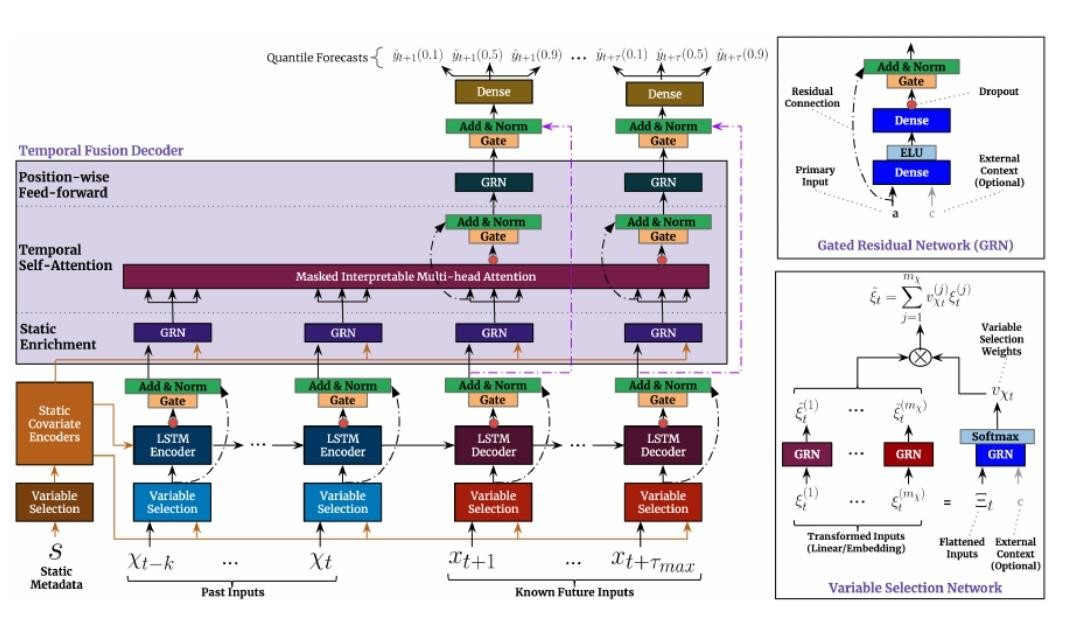 Quantile Forecasts { ŷt+1(0.1) ŷt+1(0.5) ŷt+1(0.9) ... ŷt+τ(0.1) ŷt+τ(0.5) ŷt+τ(0.9)
Dense
Dense
Add & Norm
Gate
Add & Norm
Gate
Temporal Fusion Decoder
Position-wise
Feed-forward
GRN
GRN
Temporal
Self-Attention
Add & Norm
Gate
Add & Norm
Gate
Masked Interpretable Multi-head Attention
Static
Enrichment
GRN
GRN
GRN
GRN
Add & Norm
Gate
Add & Norm
Gate
Add & Norm
Gate
Add & Norm
Gate
Static
Covariate
Encoders
LSTM
Encoder
...
LSTM
Encoder
LSTM
Decoder
...
LSTM
Decoder
Variable
Selection
Variable
Selection
Variable
Selection
Variable
Selection
Variable
Selection
s
Static
Metadata
χt−k
...
χt
xt+1
...
xt+τmax
Past Inputs
Known Future Inputs
Add & Norm
Gate
Residual
Connection
Dropout
Dense
ELU
Dense
Primary
Input
External
Context
(Optional)
a
c
Gated Residual Network (GRN)
ξ̃t = ∑ j=1 mχ vχt(j) ξ̃t(j)
Variable
Selection
Weights
vχt
ξ̃t(1)
...
ξ̃t(mχ)
Softmax
GRN
...
GRN
GRN
ξt(1)
...
ξt(mχ)
=
Ξt
c
Transformed Inputs
(Linear/Embedding)
Flattened
Inputs
External
Context
(Optional)
Variable Selection Network